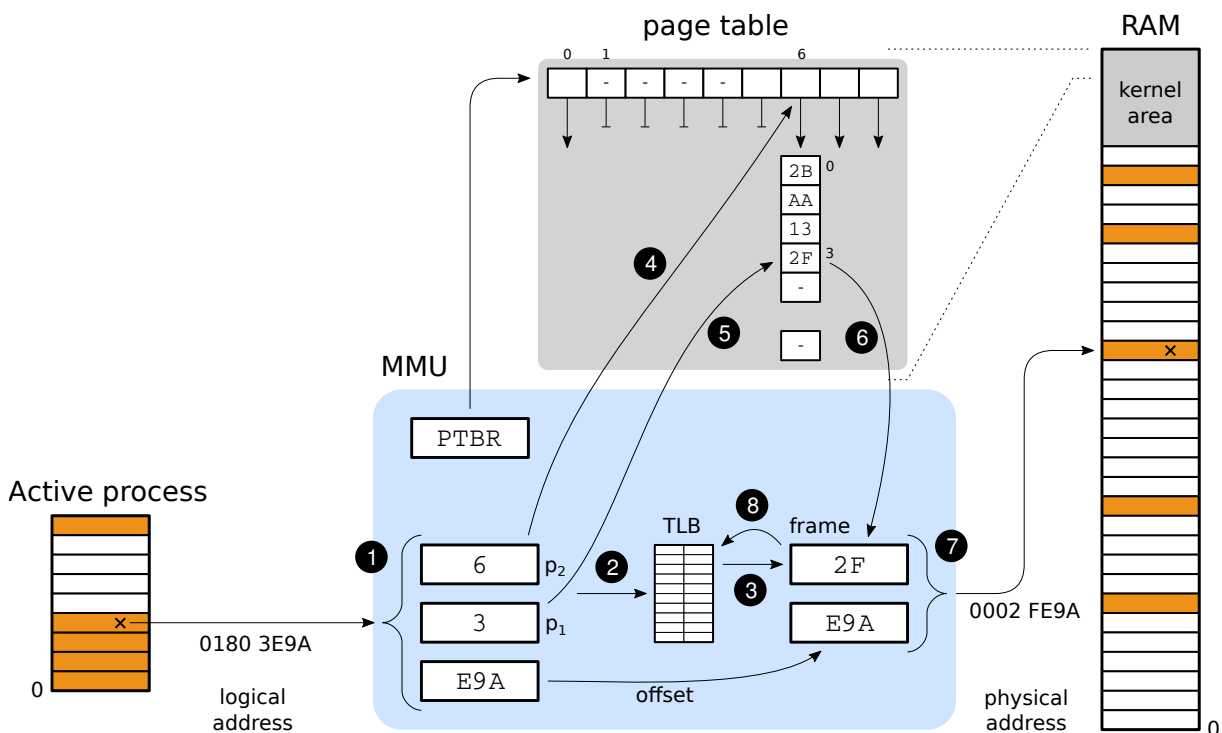 page table
RAM
0
1
6
- - - -
kernel
area
2B
0
AA
13
2F
3
-
-
4
5
6
MMU
PTBR
Active process
TLB
8
frame
1
6
p2
2
3
2F
7
3
p1
E9A
0180 3E9A
0002 FE9A
E9A
offset
0
logical
address
physical
address
0